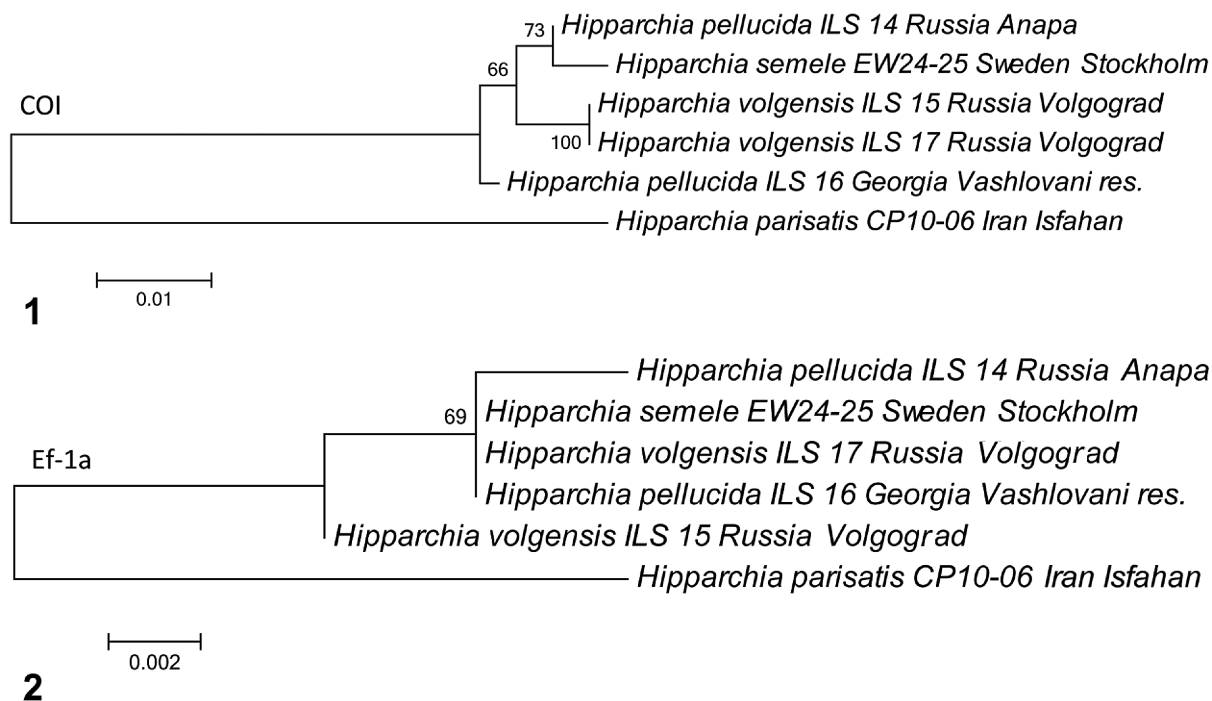 73 Hipparchia pellucida ILS 14 Russia Anapa
66 Hipparchia semele EW24-25 Sweden Stockholm
COI Hipparchia volgensis ILS 15 Russia Volgograd
100 Hipparchia volgensis ILS 17 Russia Volgograd
Hipparchia pellucida ILS 16 Georgia Vashlovani res.
Hipparchia parisatis CP10-06 Iran Isfahan
0.01
1
Hipparchia pellucida ILS 14 Russia Anapa
69 Hipparchia semele EW24-25 Sweden Stockholm
Ef-1a Hipparchia volgensis ILS 17 Russia Volgograd
Hipparchia pellucida ILS 16 Georgia Vashlovani res.
Hipparchia volgensis ILS 15 Russia Volgograd
Hipparchia parisatis CP10-06 Iran Isfahan
0.002
2